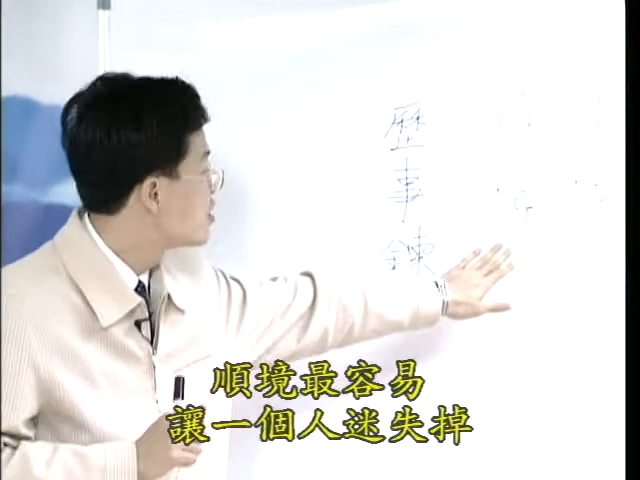 歷事鍊
順境最容易
讓一個人迷失掉